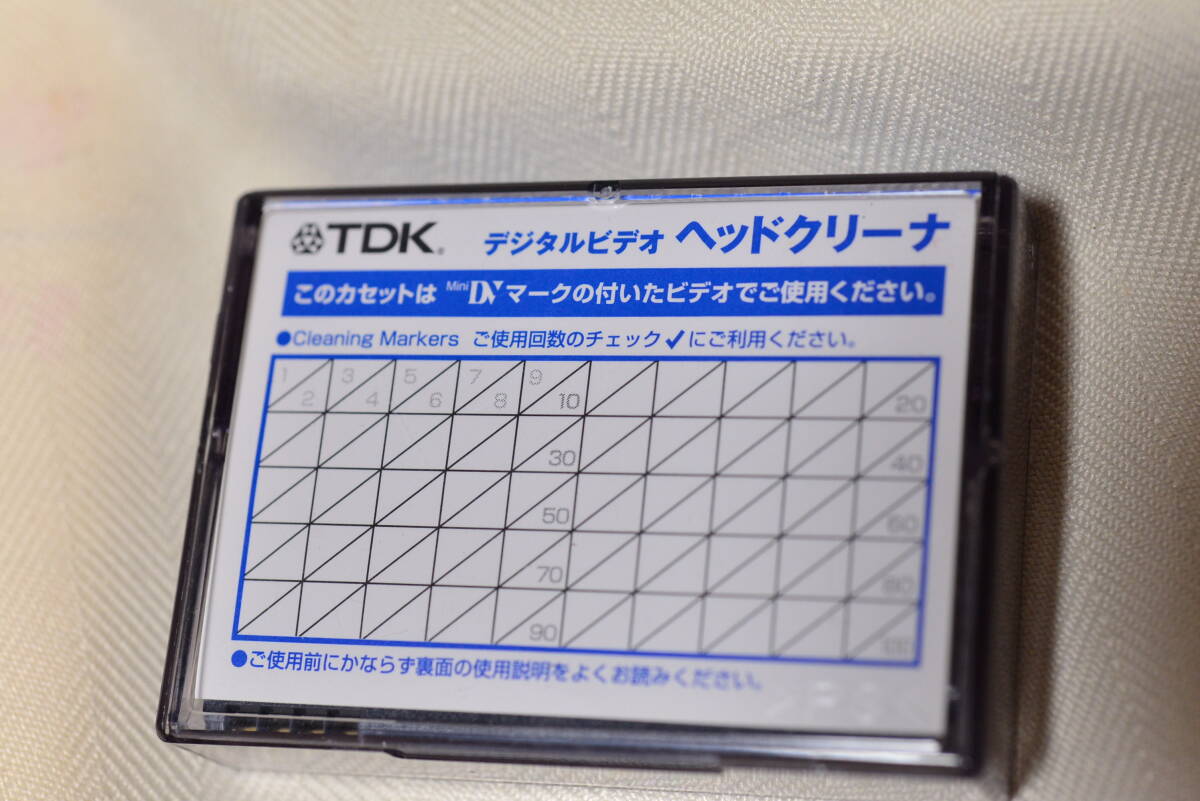 TDK デジタルビデオ ヘッドクリーナ
このカセットは Mini DV マークの付いたビデオでご使用ください。
●Cleaning Markers ご使用回数のチェック✓にご利用ください。
1 2 3 4 5 6 7 8 9 10 20
30 40
50 60
70 80
90
●ご使用前にかならず裏面の使用説明をよくお読みください。